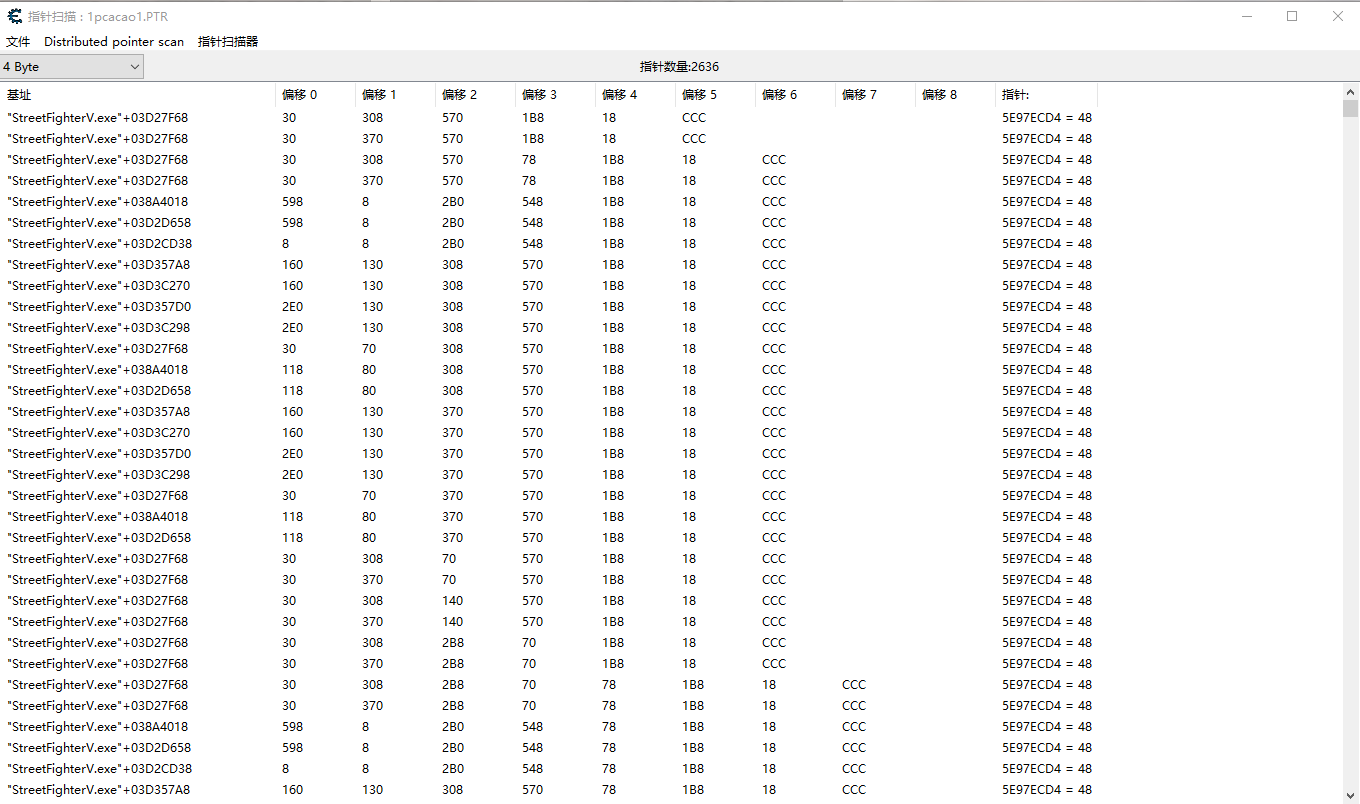 指针扫描 : 1pcacao1.PTR
文件 Distributed pointer scan 指针扫描器
4 Byte 指针数量:2636
基址 偏移 0 偏移 1 偏移 2 偏移 3 偏移 4 偏移 5 偏移 6 偏移 7 偏移 8 指针:
"StreetFighterV.exe"+03D27F68 30 308 570 1B8 18 CCC 5E97ECD4 = 48
"StreetFighterV.exe"+03D27F68 30 370 570 1B8 18 CCC 5E97ECD4 = 48
"StreetFighterV.exe"+03D27F68 30 308 570 78 1B8 18 CCC 5E97ECD4 = 48
"StreetFighterV.exe"+03D27F68 30 370 570 78 1B8 18 CCC 5E97ECD4 = 48
"StreetFighterV.exe"+038A4018 598 8 2B0 548 1B8 18 CCC 5E97ECD4 = 48
"StreetFighterV.exe"+03D2D658 598 8 2B0 548 1B8 18 CCC 5E97ECD4 = 48
"StreetFighterV.exe"+03D2CD38 8 8 2B0 548 1B8 18 CCC 5E97ECD4 = 48
"StreetFighterV.exe"+03D357A8 160 130 308 570 1B8 18 CCC 5E97ECD4 = 48
"StreetFighterV.exe"+03D3C270 160 130 308 570 1B8 18 CCC 5E97ECD4 = 48
"StreetFighterV.exe"+03D357D0 2E0 130 308 570 1B8 18 CCC 5E97ECD4 = 48
"StreetFighterV.exe"+03D3C298 2E0 130 308 570 1B8 18 CCC 5E97ECD4 = 48
"StreetFighterV.exe"+03D27F68 30 70 308 570 1B8 18 CCC 5E97ECD4 = 48
"StreetFighterV.exe"+038A4018 118 80 308 570 1B8 18 CCC 5E97ECD4 = 48
"StreetFighterV.exe"+03D2D658 118 80 308 570 1B8 18 CCC 5E97ECD4 = 48
"StreetFighterV.exe"+03D357A8 160 130 370 570 1B8 18 CCC 5E97ECD4 = 48
"StreetFighterV.exe"+03D3C270 160 130 370 570 1B8 18 CCC 5E97ECD4 = 48
"StreetFighterV.exe"+03D357D0 2E0 130 370 570 1B8 18 CCC 5E97ECD4 = 48
"StreetFighterV.exe"+03D3C298 2E0 130 370 570 1B8 18 CCC 5E97ECD4 = 48
"StreetFighterV.exe"+03D27F68 30 70 370 570 1B8 18 CCC 5E97ECD4 = 48
"StreetFighterV.exe"+038A4018 118 80 370 570 1B8 18 CCC 5E97ECD4 = 48
"StreetFighterV.exe"+03D2D658 118 80 370 570 1B8 18 CCC 5E97ECD4 = 48
"StreetFighterV.exe"+03D27F68 30 308 70 570 1B8 18 CCC 5E97ECD4 = 48
"StreetFighterV.exe"+03D27F68 30 370 70 570 1B8 18 CCC 5E97ECD4 = 48
"StreetFighterV.exe"+03D27F68 30 308 140 570 1B8 18 CCC 5E97ECD4 = 48
"StreetFighterV.exe"+03D27F68 30 370 140 570 1B8 18 CCC 5E97ECD4 = 48
"StreetFighterV.exe"+03D27F68 30 308 2B8 70 1B8 18 CCC 5E97ECD4 = 48
"StreetFighterV.exe"+03D27F68 30 370 2B8 70 1B8 18 CCC 5E97ECD4 = 48
"StreetFighterV.exe"+03D27F68 30 308 2B8 70 78 1B8 18 CCC 5E97ECD4 = 48
"StreetFighterV.exe"+03D27F68 30 370 2B8 70 78 1B8 18 CCC 5E97ECD4 = 48
"StreetFighterV.exe"+038A4018 598 8 2B0 548 78 1B8 18 CCC 5E97ECD4 = 48
"StreetFighterV.exe"+03D2D658 598 8 2B0 548 78 1B8 18 CCC 5E97ECD4 = 48
"StreetFighterV.exe"+03D2CD38 8 8 2B0 548 78 1B8 18 CCC 5E97ECD4 = 48
"StreetFighterV.exe"+03D357A8 160 130 308 570 78 1B8 18 CCC 5E97ECD4 = 48